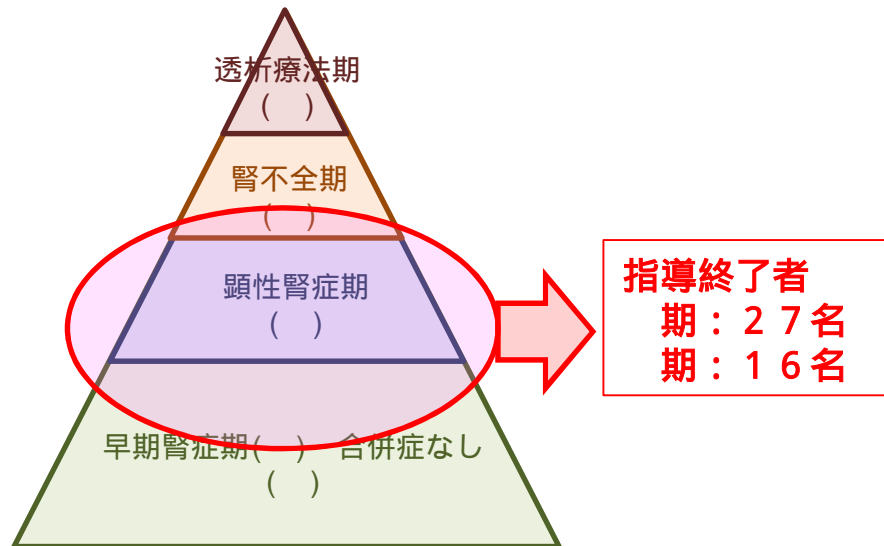 透析療法期
(　)
腎不全期
(　)
顕性腎症期
(　)
早期腎症期(　)　合併症なし
(　)
指導終了者
期：２７名
期：１６名